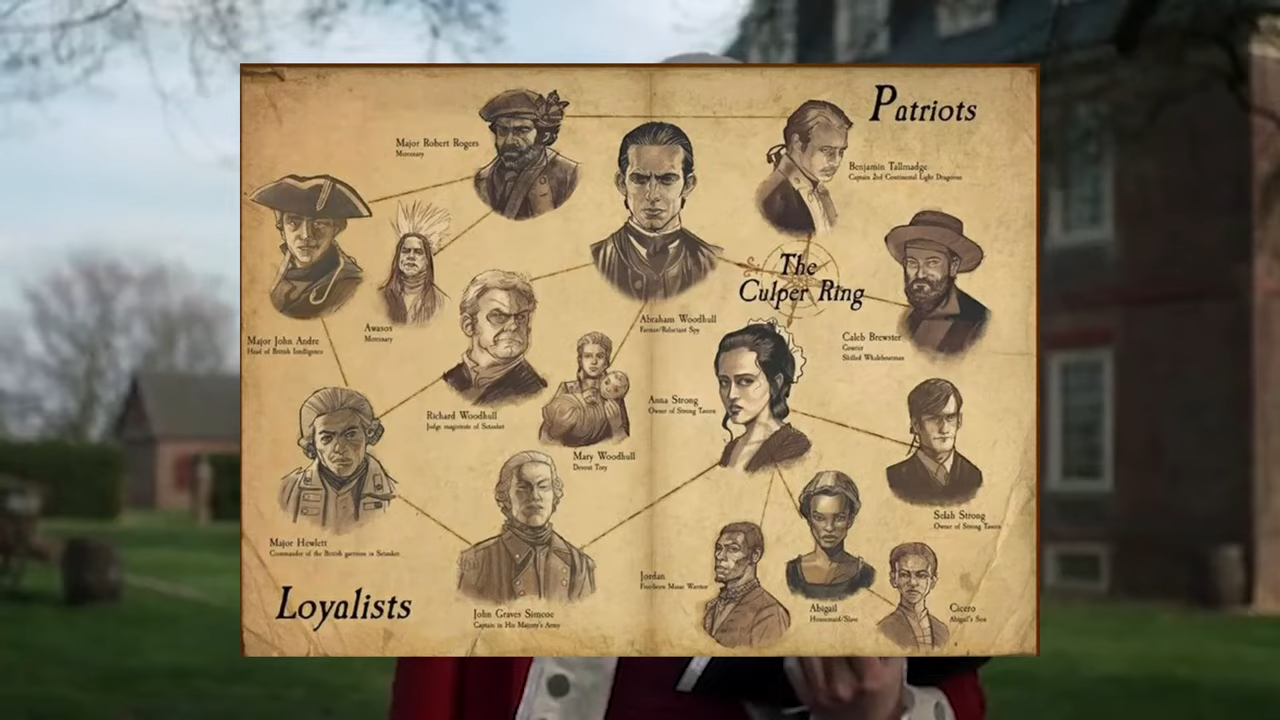 Patriots
Major Robert Rogers
Mercenary
Benjamin Tallmadge
Captain 2nd Continental Light Dragoons
The
Culper Ring
Abraham Woodhull
Farmer/Reluctant Spy
Awasos
Mercenary
Major John Andre
Head of British Intelligence
Caleb Brewster
Courier
Skilled Whaleboatman
Richard Woodhull
Judge magistrate of Setauket
Anna Strong
Owner of Strong Tavern
Mary Woodhull
Devout Tory
Selah Strong
Owner of Strong Tavern
Major Hewlett
Commander of the British garrison in Setauket
Jordan
Freeborn Warrior
Loyalists
John Graves Simcoe
Captain in His Majesty's Army
Abigail
Housemaid/Slave
Cicero
Abigail's Son